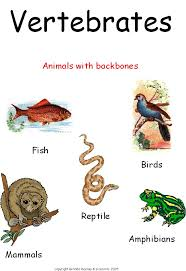 Vertebrates
Animals with backbones
Fish
Birds
Reptile
Amphibians
Mammals